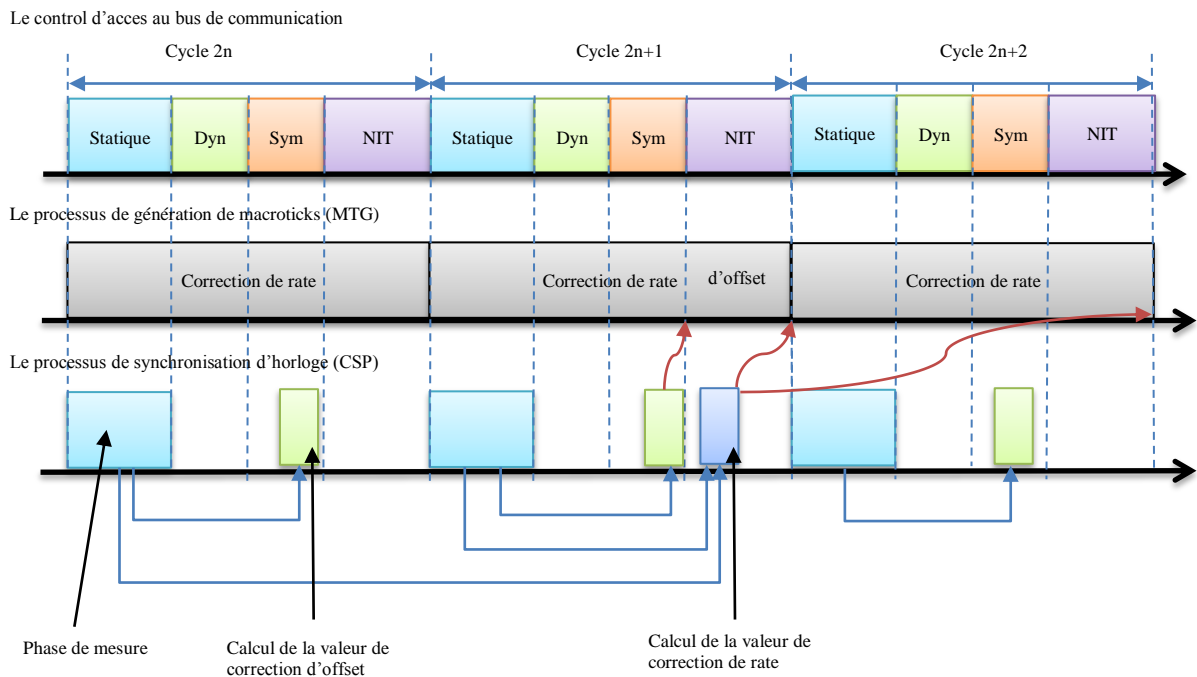 Le control d'acces au bus de communication
Cycle 2n
Cycle 2n+1
Cycle 2n+2
Statique
Dyn
Sym
NIT
Statique
Dyn
Sym
NIT
Statique
Dyn
Sym
NIT
Le processus de génération de macroticks (MTG)
Correction de rate
Correction de rate
d'offset
Correction de rate
Le processus de synchronisation d'horloge (CSP)
Phase de mesure
Calcul de la valeur de
correction d'offset
Calcul de la valeur de
correction de rate